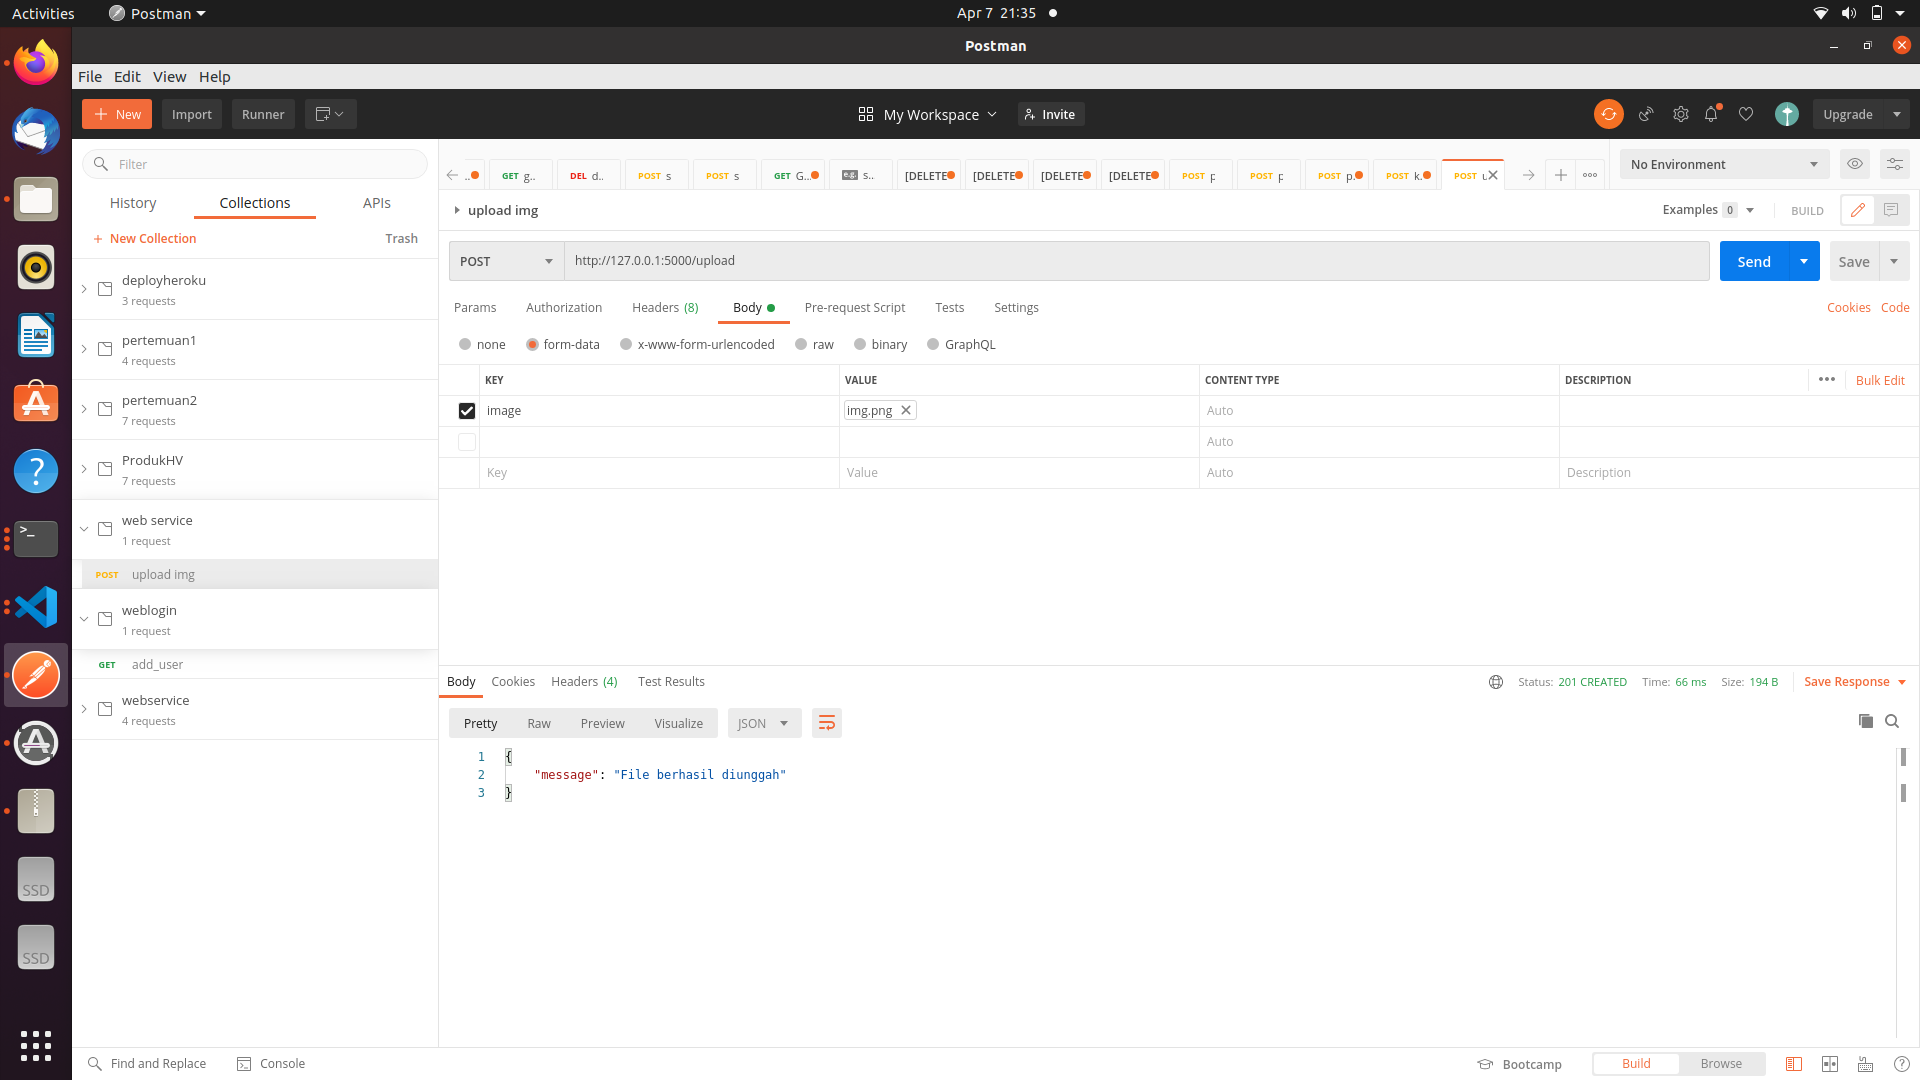 Activities
Postman
Apr 7 21:35
Postman
File Edit View Help
New
Import
Runner
My Workspace
Invite
Upgrade
Filter
History
Collections
APIs
New Collection
Trash
deployheroku
3 requests
pertemuan1
4 requests
pertemuan2
7 requests
ProdukHV
7 requests
web service
1 request
POST upload img
weblogin
1 request
GET add_user
webservice
4 requests
SSD
SSD
..
GET g..
DEL d..
POST s
POST s
GET G...
e.g. s..
[DELETE
[DELETE
[DELETE
[DELETE
POST p
POST p
POST p.
POST k.
POST u
No Environment
upload img
Examples 0
BUILD
POST
http://127.0.0.1:5000/upload
Send
Save
Params
Authorization
Headers (8)
Body
Pre-request Script
Tests
Settings
Cookies
Code
none
form-data
x-www-form-urlencoded
raw
binary
GraphQL
KEY
VALUE
CONTENT TYPE
DESCRIPTION
Bulk Edit
image
img.png
Auto
Auto
Key
Value
Auto
Description
Body
Cookies
Headers (4)
Test Results
Status: 201 CREATED
Time: 66 ms
Size: 194 B
Save Response
Pretty
Raw
Preview
Visualize
JSON
1 {
2 "message": "File berhasil diunggah"
3 }
Find and Replace
Console
Bootcamp
Build
Browse